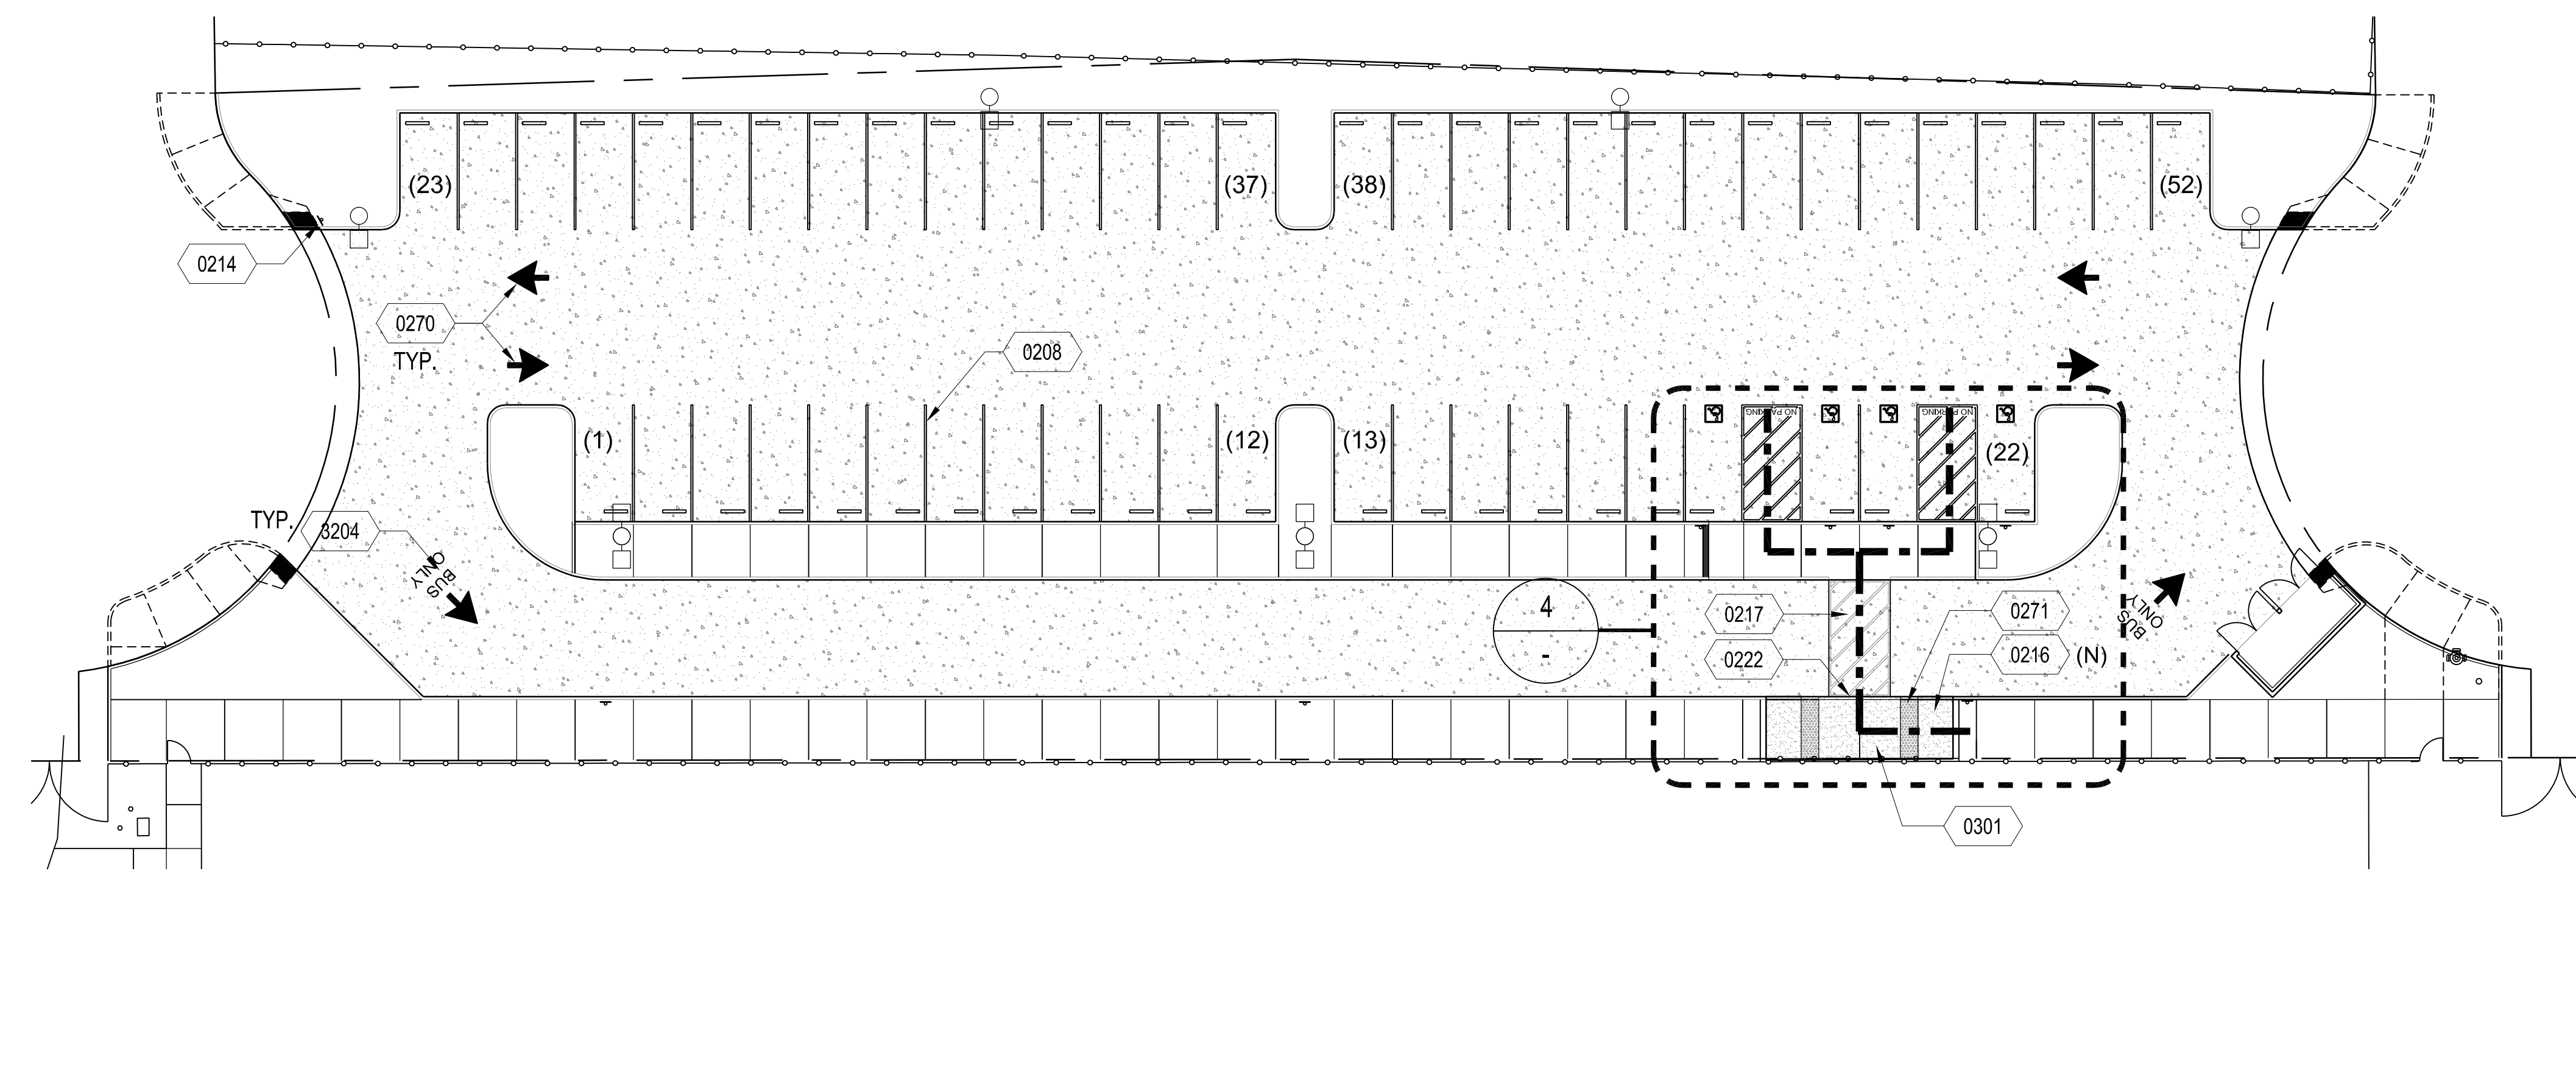 (23)
(37)
(38)
(52)
0214
0270
TYP.
0208
NO PARKING
NO PARKING
(1)
(12)
(13)
(22)
TYP.
3204
BUS
ONLY
4
-
0217
0222
0271
0216
(N)
BUS
ONLY
0301